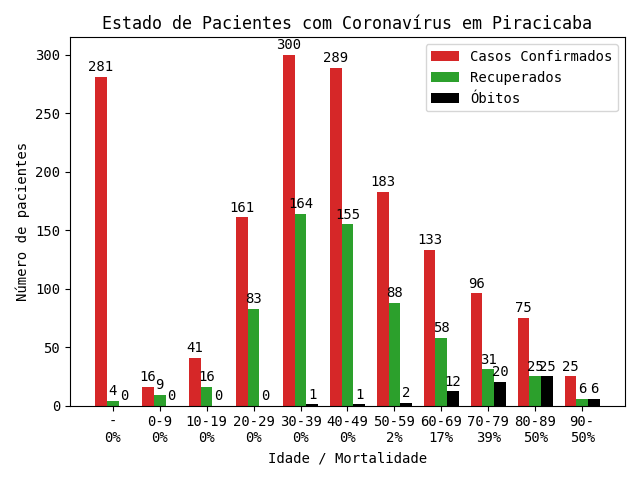 Estado de Pacientes com Coronavírus em Piracicaba
Número de pacientes
300
250
200
150
100
50
0
Casos Confirmados
Recuperados
Óbitos
281 4 0
16 9 0
41 16 0
161 83 0
300 164 1
289 155 1
183 88 2
133 58 12
96 31 20
75 25 25
25 6 6
- 0-9 10-19 20-29 30-39 40-49 50-59 60-69 70-79 80-89 90-
0% 0% 0% 0% 0% 0% 2% 17% 39% 50% 50%
Idade / Mortalidade